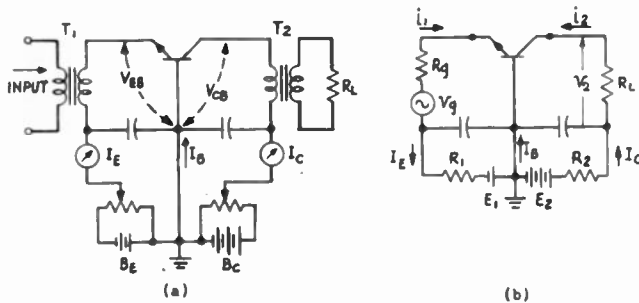 T1
T2
INPUT
VEB
VCB
RL
IE
IB
IC
BE
BC
(a)
i1
i2
Rg
Vg
V2
RL
IE
R1
IB
R2
IC
E1
E2
(b)